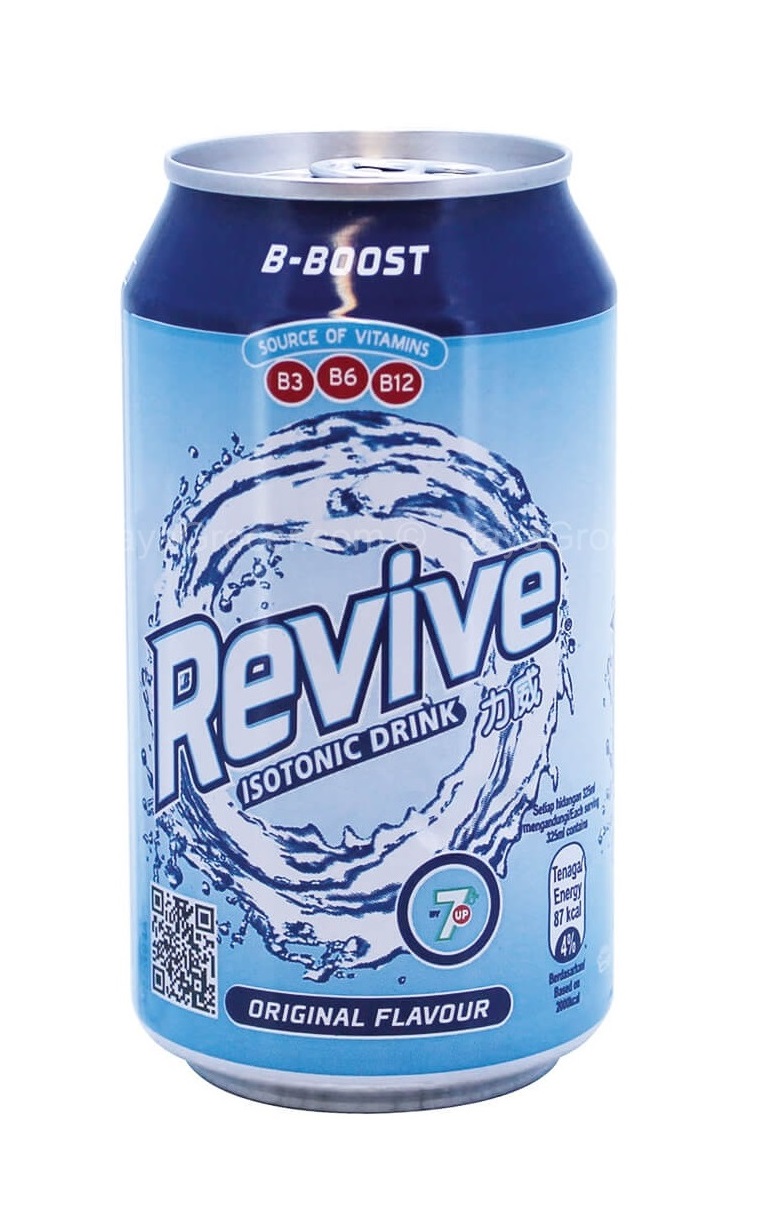 B-BOOST
SOURCE OF VITAMINS
B3 B6 B12
Revive®
力威
ISOTONIC DRINK
Setiap hidangan 325ml
mengandungi/Each serving
325ml contains
Tenaga/
Energy
87 kcal
4%
Berdasarkan/
Based on
2000kcal
BY 7UP
ORIGINAL FLAVOUR